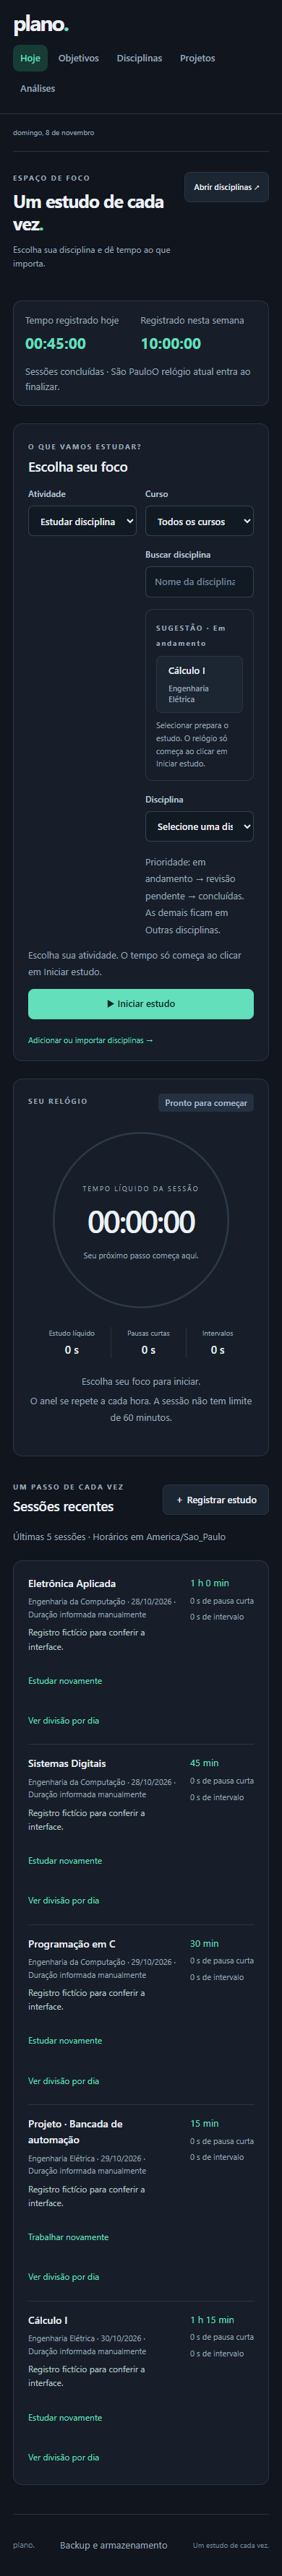 plano.
Hoje Objetivos Disciplinas Projetos
Análises
domingo, 8 de novembro
ESPAÇO DE FOCO
Um estudo de cada
vez.
Escolha sua disciplina e dê tempo ao que
importa.
Abrir disciplinas ↗
Tempo registrado hoje
00:45:00
Registrado nesta semana
10:00:00
Sessões concluídas · São PauloO relógio atual entra ao
finalizar.
O QUE VAMOS ESTUDAR?
Escolha seu foco
Atividade
Estudar disciplina
Curso
Todos os cursos
Buscar disciplina
Nome da disciplina
SUGESTÃO · Em
andamento
Cálculo I
Engenharia
Elétrica
Selecionar prepara o
estudo. O relógio só
começa ao clicar em
Iniciar estudo.
Disciplina
Selecione uma dis
Prioridade: em
andamento → revisão
pendente → concluídas.
As demais ficam em
Outras disciplinas.
Escolha sua atividade. O tempo só começa ao clicar
em Iniciar estudo.
▶ Iniciar estudo
Adicionar ou importar disciplinas →
SEU RELÓGIO
Pronto para começar
TEMPO LÍQUIDO DA SESSÃO
00:00:00
Seu próximo passo começa aqui.
Estudo líquido
0 s
Pausas curtas
0 s
Intervalos
0 s
Escolha seu foco para iniciar.
O anel se repete a cada hora. A sessão não tem limite
de 60 minutos.
UM PASSO DE CADA VEZ
Sessões recentes
+ Registrar estudo
Últimas 5 sessões · Horários em America/Sao_Paulo
Eletrônica Aplicada
Engenharia da Computação · 28/10/2026 ·
Duração informada manualmente
Registro fictício para conferir a
interface.
1 h 0 min
0 s de pausa curta
0 s de intervalo
Estudar novamente
Ver divisão por dia
Sistemas Digitais
Engenharia da Computação · 28/10/2026 ·
Duração informada manualmente
Registro fictício para conferir a
interface.
45 min
0 s de pausa curta
0 s de intervalo
Estudar novamente
Ver divisão por dia
Programação em C
Engenharia da Computação · 29/10/2026 ·
Duração informada manualmente
Registro fictício para conferir a
interface.
30 min
0 s de pausa curta
0 s de intervalo
Estudar novamente
Ver divisão por dia
Projeto · Bancada de
automação
Engenharia Elétrica · 29/10/2026 ·
Duração informada manualmente
Registro fictício para conferir a
interface.
15 min
0 s de pausa curta
0 s de intervalo
Trabalhar novamente
Ver divisão por dia
Cálculo I
Engenharia Elétrica · 30/10/2026 ·
Duração informada manualmente
Registro fictício para conferir a
interface.
1 h 15 min
0 s de pausa curta
0 s de intervalo
Estudar novamente
Ver divisão por dia
plano.
Backup e armazenamento
Um estudo de cada vez.